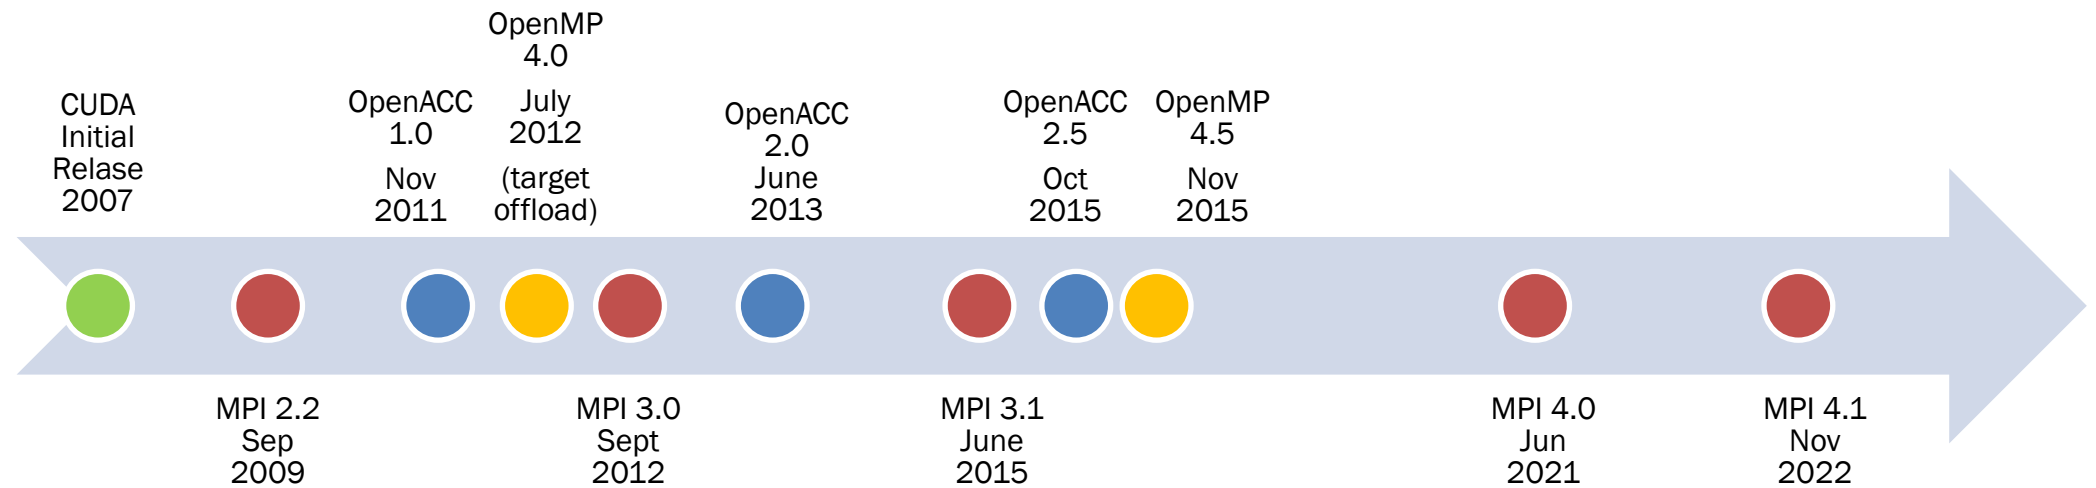 CUDA
Initial
Relase
2007
OpenACC
1.0
Nov
2011
OpenMP
4.0
July
2012
(target
offload)
OpenACC
2.0
June
2013
OpenACC
2.5
Oct
2015
OpenMP
4.5
Nov
2015
MPI 2.2
Sep
2009
MPI 3.0
Sept
2012
MPI 3.1
June
2015
MPI 4.0
Jun
2021
MPI 4.1
Nov
2022